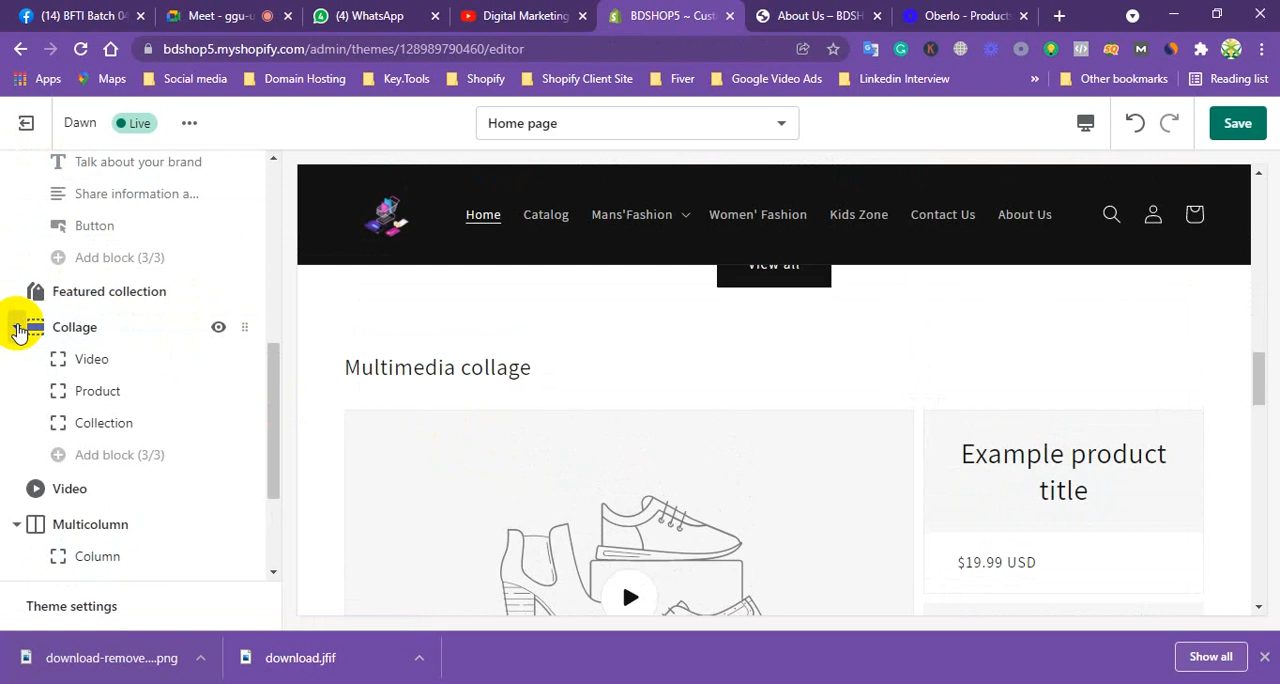 (14) BFTI Batch 04
Meet - ggu-u
(4) WhatsApp
Digital Marketing
BDSHOP5 ~ Cust
About Us – BDSH
Oberlo - Products
bdshop5.myshopify.com/admin/themes/128989790460/editor
Apps
Maps
Social media
Domain Hosting
Key.Tools
Shopify
Shopify Client Site
Fiver
Google Video Ads
Linkedin Interview
»
Other bookmarks
Reading list
Dawn
Live
Home page
Save
Talk about your brand
Share information a...
Button
Add block (3/3)
Featured collection
Collage
Video
Product
Collection
Add block (3/3)
Video
Multicolumn
Column
Theme settings
Home
Catalog
Mans'Fashion
Women' Fashion
Kids Zone
Contact Us
About Us
View all
Multimedia collage
Example product
title
$19.99 USD
download-remove....png
download.jfif
Show all